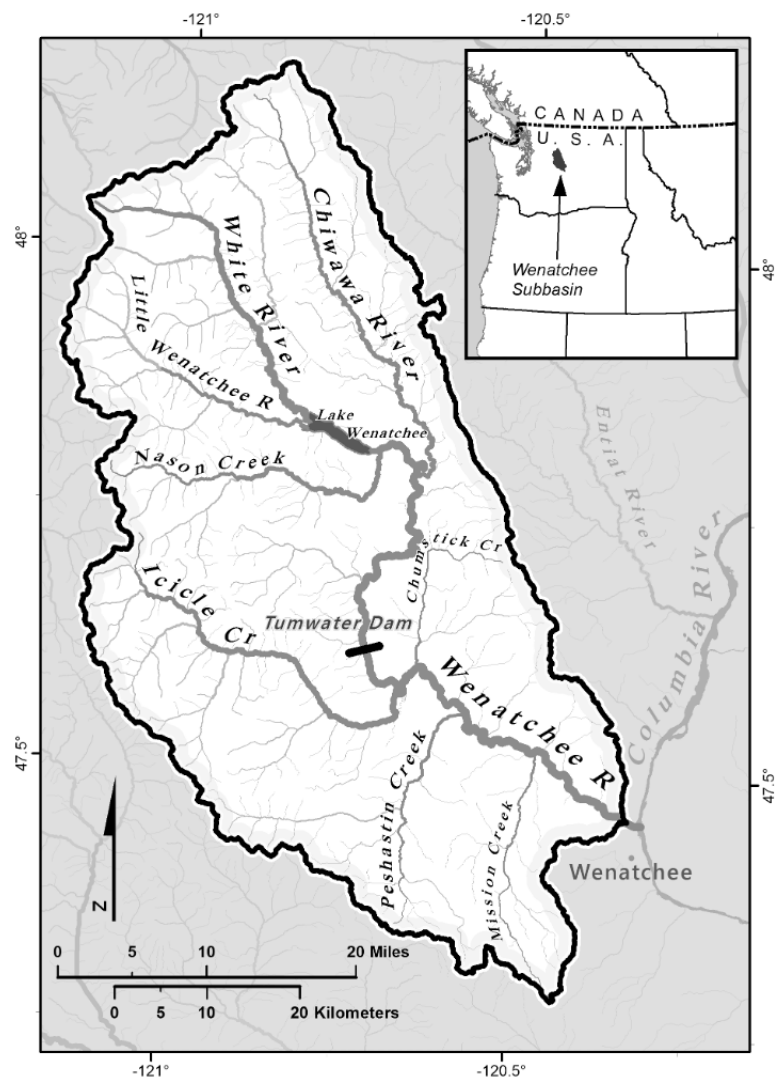 -121°
-120.5°
CANADA
U. S. A.
Wenatchee
Subbasin
48°
48°
White River
Chiwawa River
Little
Wenatchee R
Lake
Wenatchee
Nason Creek
Entiat River
Chumstick Cr
Icicle Cr
Tumwater Dam
Columbia River
Wenatchee R
47.5°
47.5°
Peshastin Creek
Mission Creek
Wenatchee
N
0 5 10 20 Miles
0 5 10 20 Kilometers
-121°
-120.5°